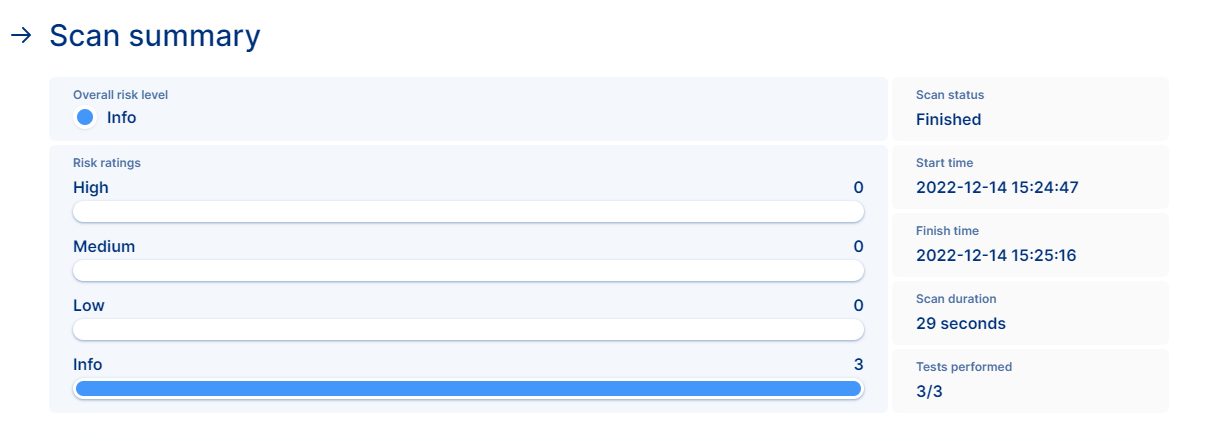 Scan summary
Overall risk level
Info
Risk ratings
High 0
Medium 0
Low 0
Info 3
Scan status
Finished
Start time
2022-12-14 15:24:47
Finish time
2022-12-14 15:25:16
Scan duration
29 seconds
Tests performed
3/3